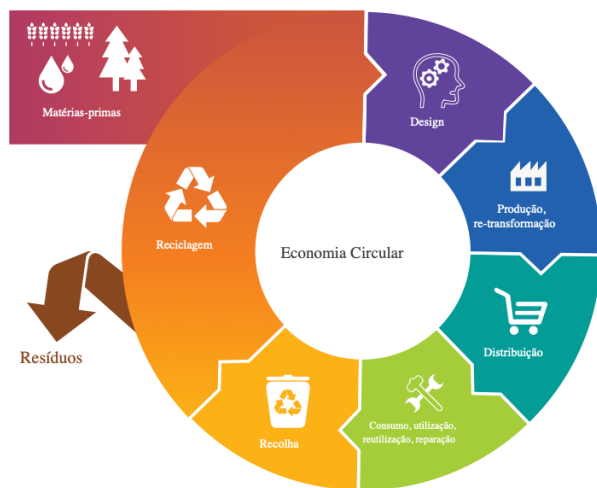 Matérias-primas
Design
Produção,
re-transformação
Reciclagem
Economia Circular
Distribuição
Resíduos
Consumo, utilização,
reutilização, reparação
Recolha